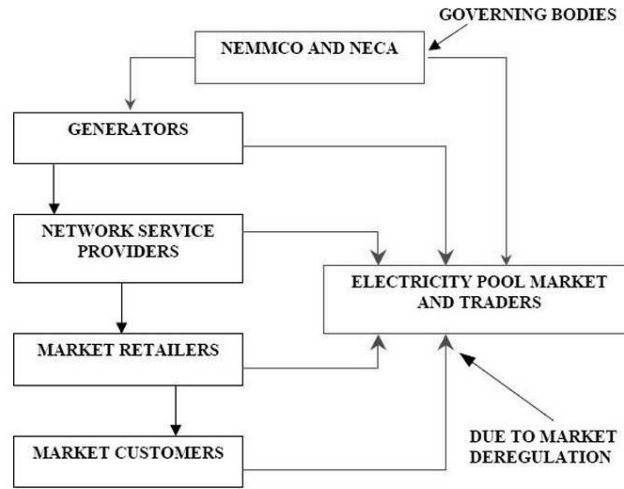 GOVERNING BODIES
NEMMCO AND NECA
GENERATORS
NETWORK SERVICE
PROVIDERS
ELECTRICITY POOL MARKET
AND TRADERS
MARKET RETAILERS
MARKET CUSTOMERS
DUE TO MARKET
DEREGULATION